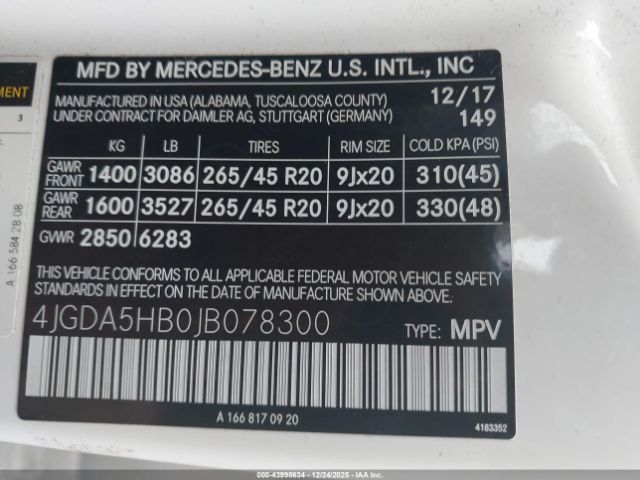 MENT
3
A 166 584 28 08
MFD BY MERCEDES-BENZ U.S. INTL., INC
MANUFACTURED IN USA (ALABAMA, TUSCALOOSA COUNTY) 12/17
UNDER CONTRACT FOR DAIMLER AG, STUTTGART (GERMANY) 149
KG LB TIRES RIM SIZE COLD KPA (PSI)
GAWR FRONT 1400 3086 265/45 R20 9Jx20 310(45)
GAWR REAR 1600 3527 265/45 R20 9Jx20 330(48)
GVWR 2850 6283
THIS VEHICLE CONFORMS TO ALL APPLICABLE FEDERAL MOTOR VEHICLE SAFETY
STANDARDS IN EFFECT ON THE DATE OF MANUFACTURE SHOWN ABOVE.
4JGDA5HB0JB078300 TYPE: MPV
A 166 817 09 20
4183352
000-43998634 - 12/24/2025 - IAA Inc.